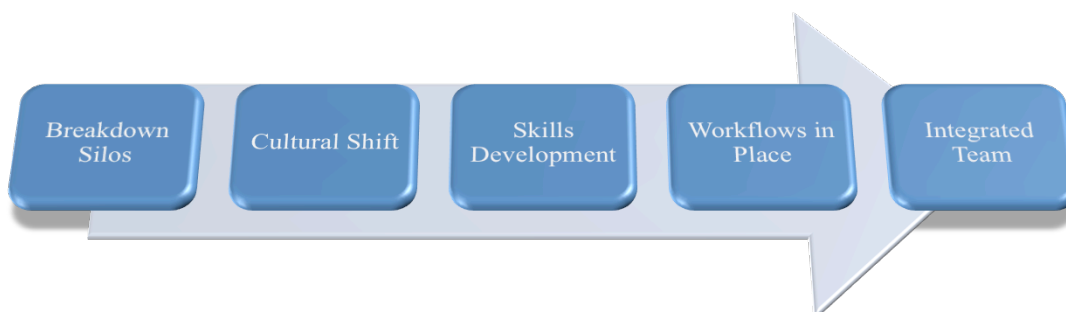 Breakdown
Silos
Cultural Shift
Skills
Development
Workflows in
Place
Integrated
Team